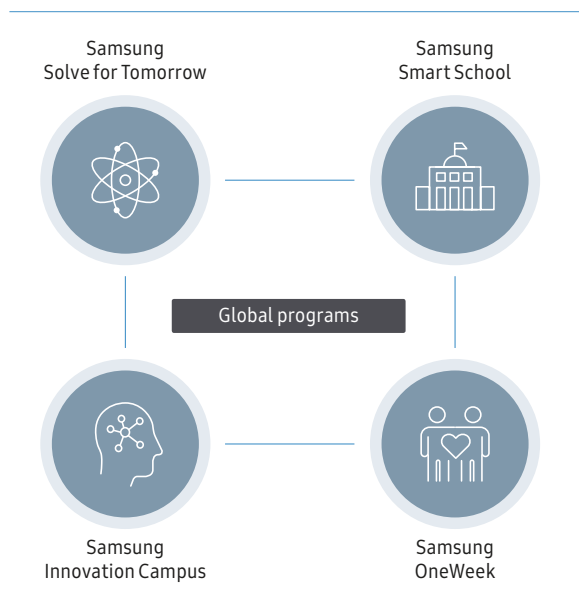 Samsung
Solve for Tomorrow
Samsung
Smart School
Global programs
Samsung
Innovation Campus
Samsung
OneWeek